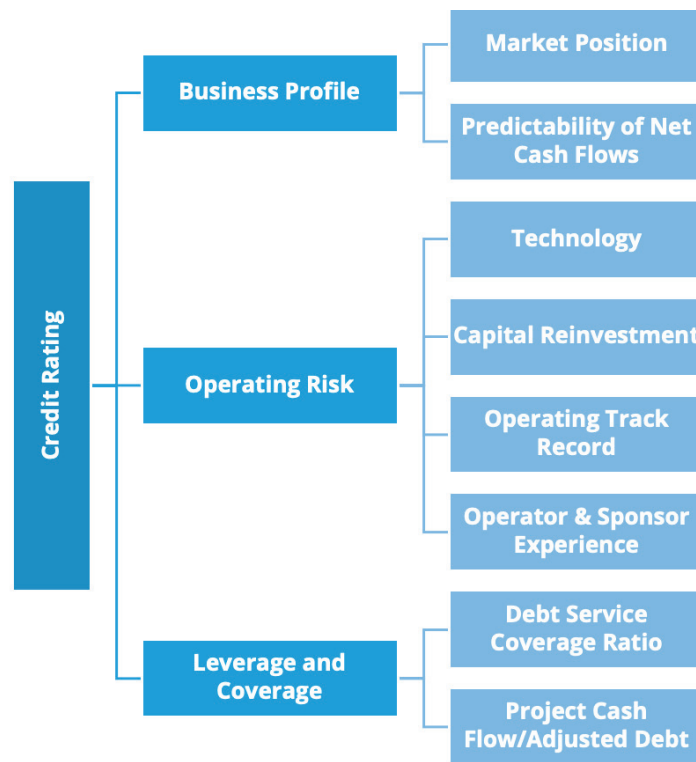 Credit Rating
Business Profile
Market Position
Predictability of Net
Cash Flows
Operating Risk
Technology
Capital Reinvestment
Operating Track
Record
Operator & Sponsor
Experience
Leverage and
Coverage
Debt Service
Coverage Ratio
Project Cash
Flow/Adjusted Debt